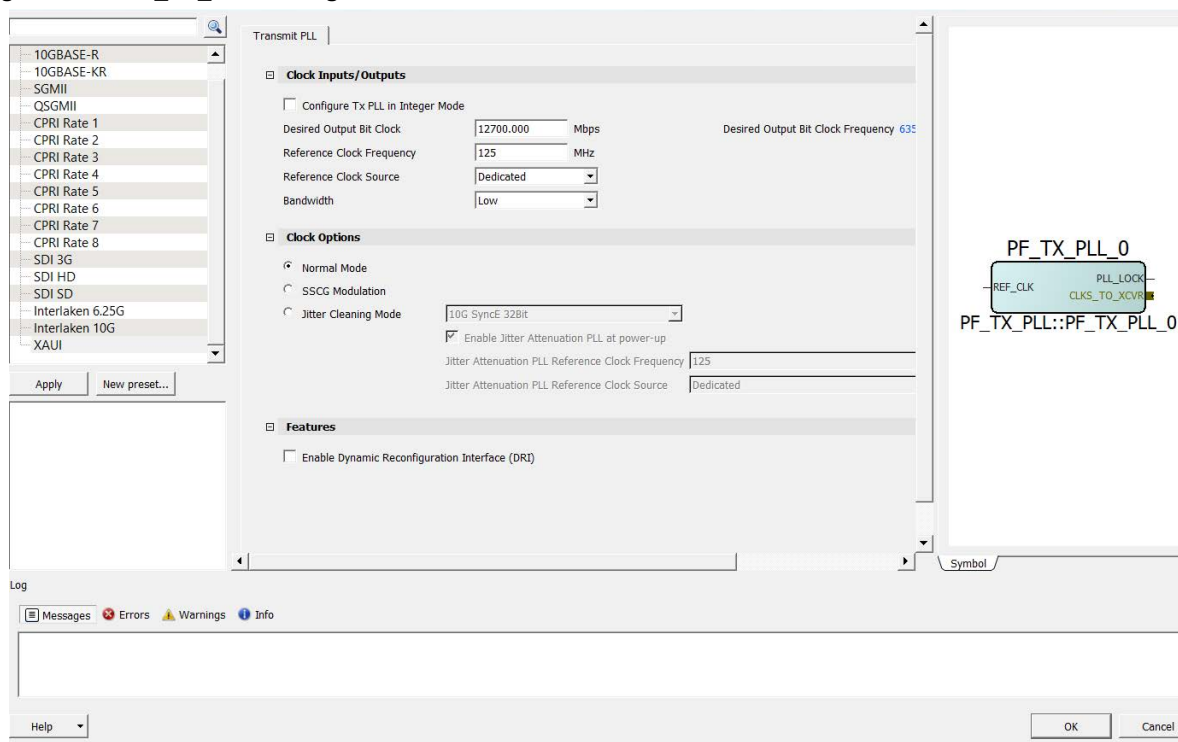 Transmit PLL
10GBASE-R
10GBASE-KR
SGMII
QSGMII
CPRI Rate 1
CPRI Rate 2
CPRI Rate 3
CPRI Rate 4
CPRI Rate 5
CPRI Rate 6
CPRI Rate 7
CPRI Rate 8
SDI 3G
SDI HD
SDI SD
Interlaken 6.25G
Interlaken 10G
XAUI
Apply New preset...
Clock Inputs/Outputs
Configure Tx PLL in Integer Mode
Desired Output Bit Clock 12700.000 Mbps Desired Output Bit Clock Frequency 635
Reference Clock Frequency 125 MHz
Reference Clock Source Dedicated
Bandwidth Low
Clock Options
Normal Mode
SSCG Modulation
Jitter Cleaning Mode 10G SyncE 32Bit
Enable Jitter Attenuation PLL at power-up
Jitter Attenuation PLL Reference Clock Frequency 125
Jitter Attenuation PLL Reference Clock Source Dedicated
Features
Enable Dynamic Reconfiguration Interface (DRI)
PF_TX_PLL_0
REF_CLK PLL_LOCK
CLKS_TO_XCVR
PF_TX_PLL::PF_TX_PLL_0
Symbol
Log
Messages Errors Warnings Info
Help OK Cancel